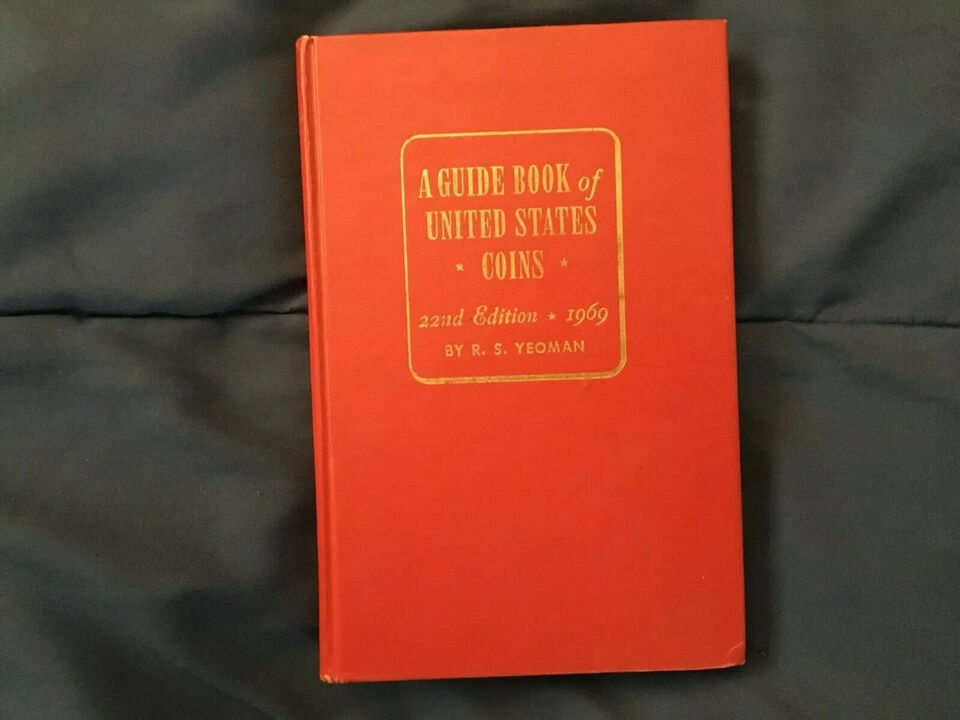 A GUIDE BOOK of
UNITED STATES
★ COINS ★
22nd Edition ★ 1969
BY R. S. YEOMAN